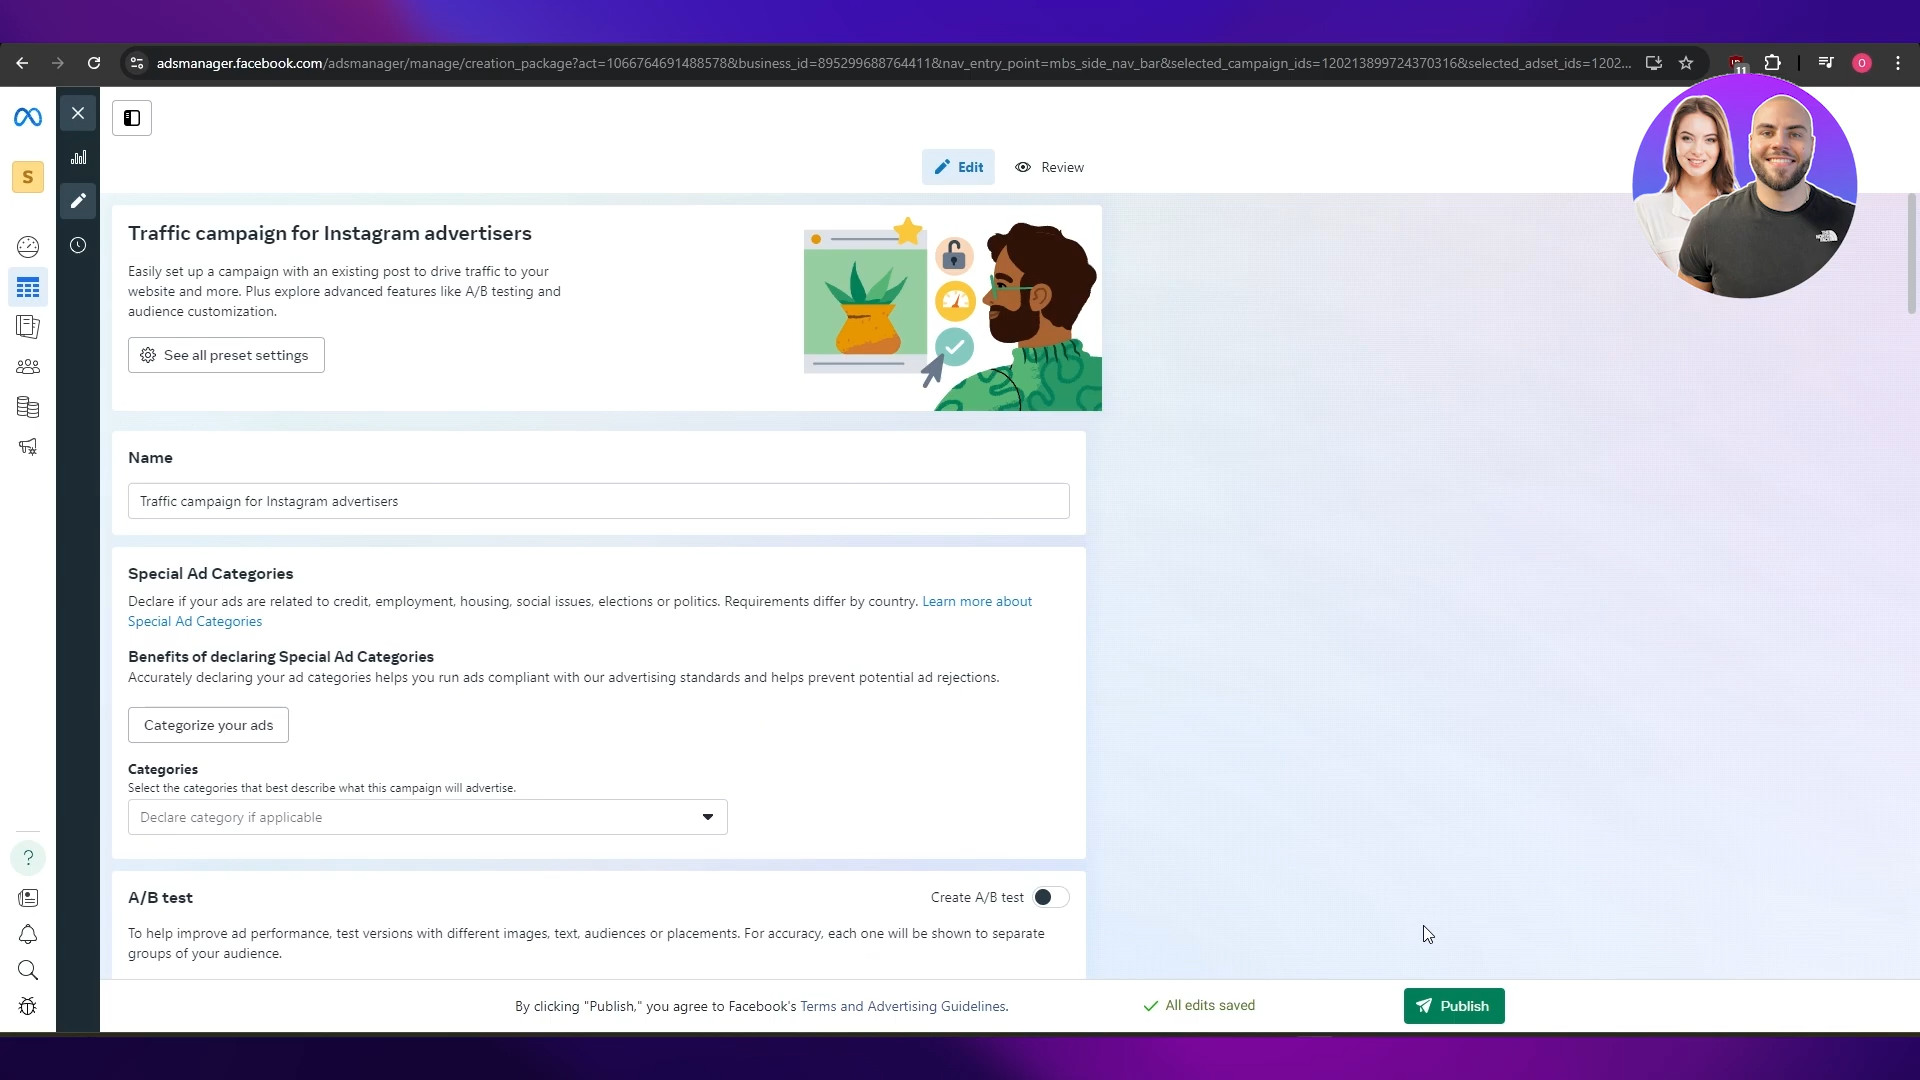 adsmanager.facebook.com/adsmanager/manage/creation_package?act=1066764691488578&business_id=895299688764411&nav_entry_point=mbs_side_nav_bar&selected_campaign_ids=120213899724370316&selected_adset_ids=1202...
11
O
S
Edit
Review
Traffic campaign for Instagram advertisers
Easily set up a campaign with an existing post to drive traffic to your
website and more. Plus explore advanced features like A/B testing and
audience customization.
See all preset settings
Name
Traffic campaign for Instagram advertisers
Special Ad Categories
Declare if your ads are related to credit, employment, housing, social issues, elections or politics. Requirements differ by country. Learn more about
Special Ad Categories
Benefits of declaring Special Ad Categories
Accurately declaring your ad categories helps you run ads compliant with our advertising standards and helps prevent potential ad rejections.
Categorize your ads
Categories
Select the categories that best describe what this campaign will advertise.
Declare category if applicable
A/B test
Create A/B test
To help improve ad performance, test versions with different images, text, audiences or placements. For accuracy, each one will be shown to separate
groups of your audience.
?
By clicking "Publish," you agree to Facebook's Terms and Advertising Guidelines.
All edits saved
Publish